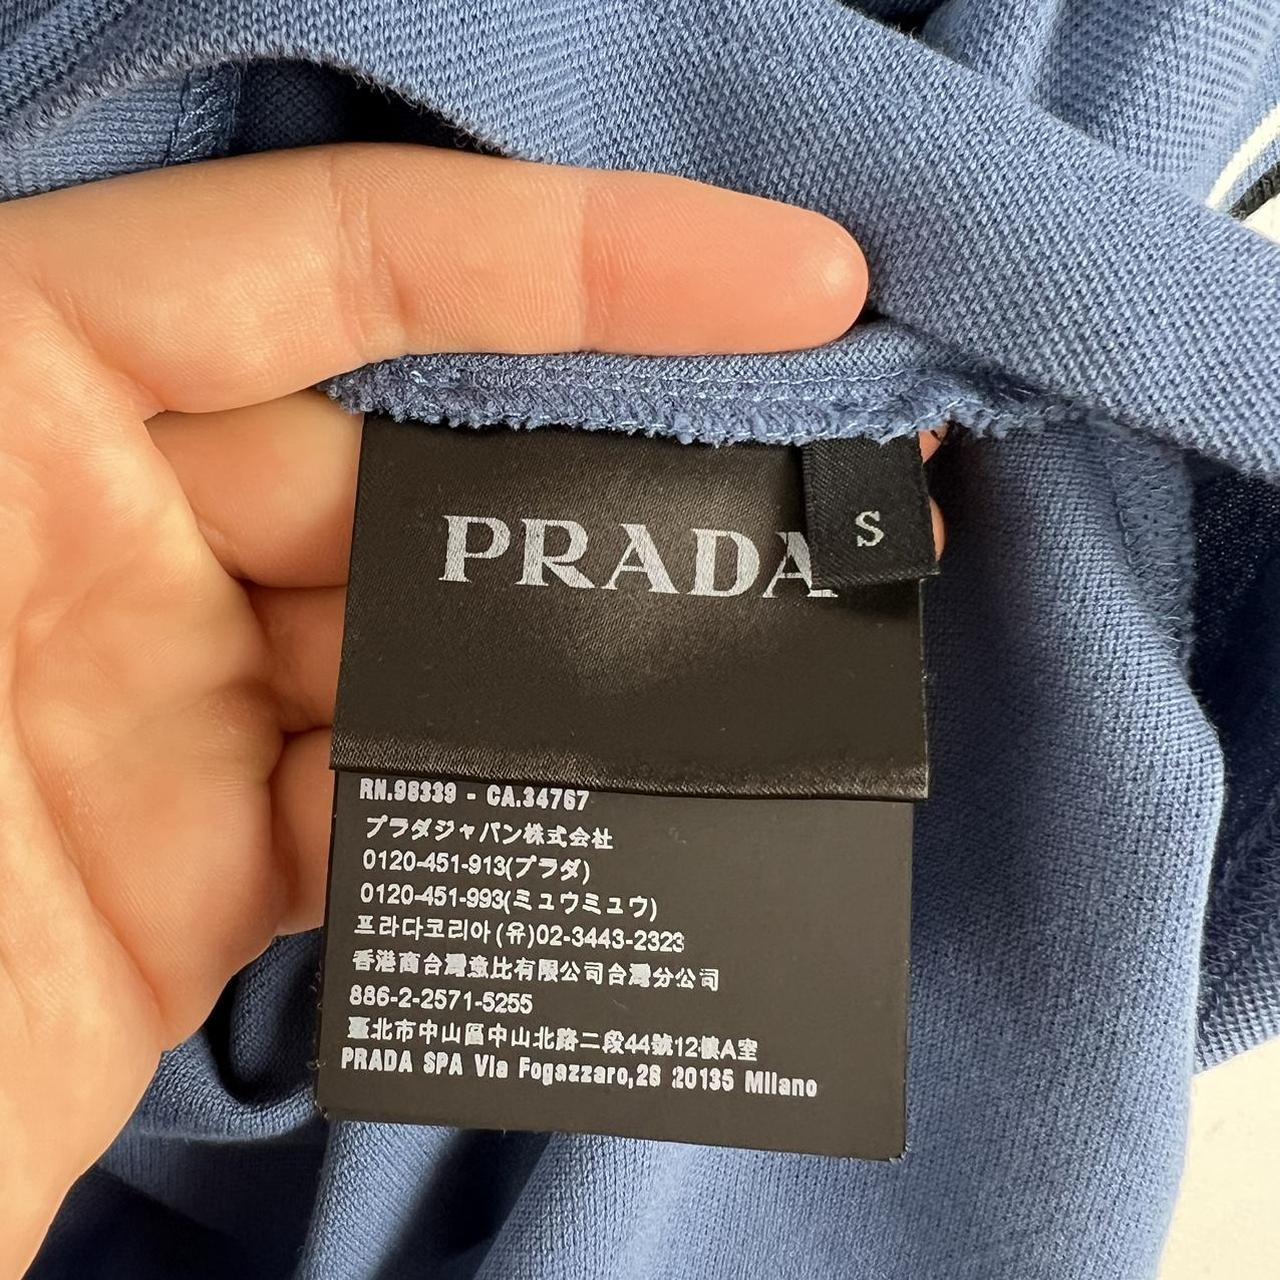 PRADA
S
RN.98339 - CA.34767
プラダジャパン株式会社
0120-451-913(プラダ)
0120-451-993(ミュウミュウ)
프라다코리아(유)02-3443-2323
香港商台灣意比有限公司台灣分公司
886-2-2571-5255
臺北市中山區中山北路二段44號12樓A室
PRADA SPA Via Fogazzaro,28 20135 Milano